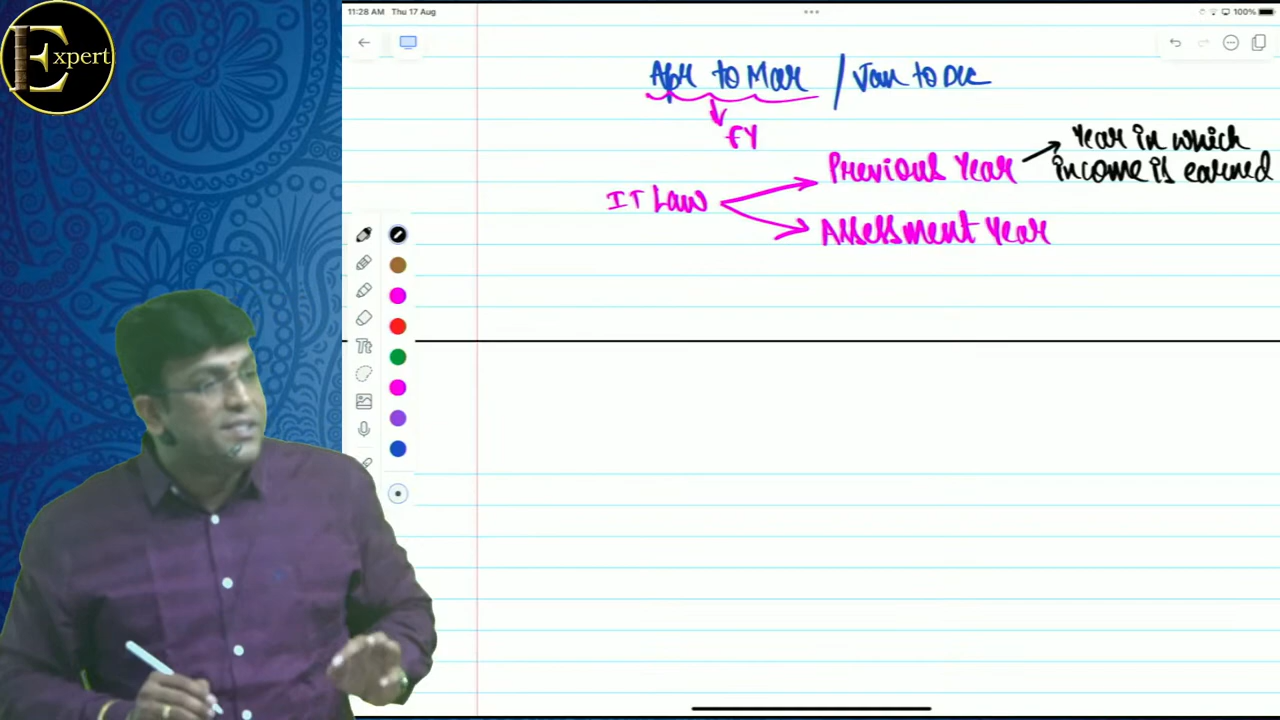 Expert
11:28 AM Thu 17 Aug
100%
Apr to Mar / Jan to Dec
FY
Previous Year
Year in which
income is earned
IT Law
Assessment Year
Tt